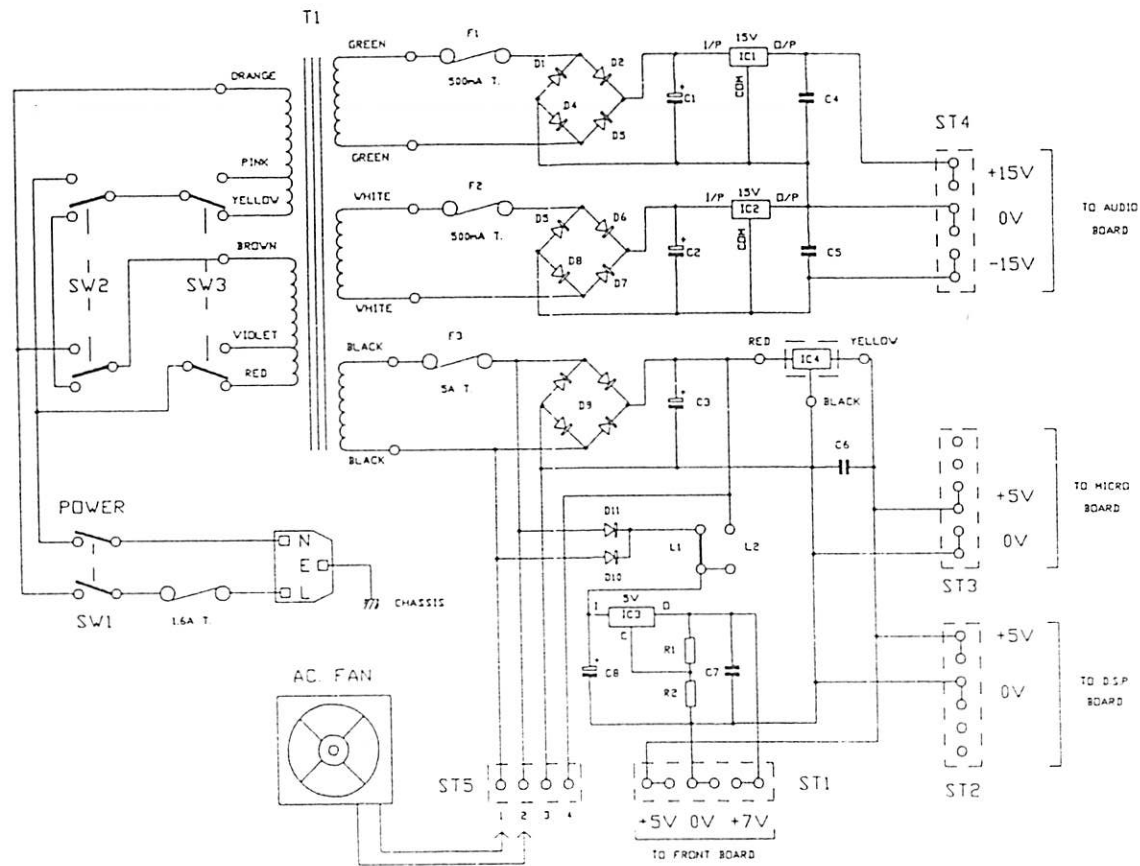 T1
GREEN
F1
500mA T.
GREEN
D1
D2
D4
D3
C1
I/P
15V
IC1
O/P
COM
C4
ORANGE
PINK
YELLOW
BROWN
VIOLET
RED
SW2
SW3
WHITE
F2
500mA T.
WHITE
D5
D6
D8
D7
C2
I/P
15V
IC2
O/P
COM
C5
ST4
+15V
0V
-15V
TO AUDIO
BOARD
BLACK
F3
5A T.
BLACK
D9
C3
RED
IC4
YELLOW
BLACK
C6
+5V
0V
TO MICRO
BOARD
ST3
POWER
SW1
1.6A T.
N
E
L
CHASSIS
D11
D10
L1
L2
I
5V
IC3
O
C
C8
R1
R2
C7
+5V
0V
TO D.S.P
BOARD
ST2
AC. FAN
ST5
1
2
3
4
ST1
+5V
0V
+7V
TO FRONT BOARD